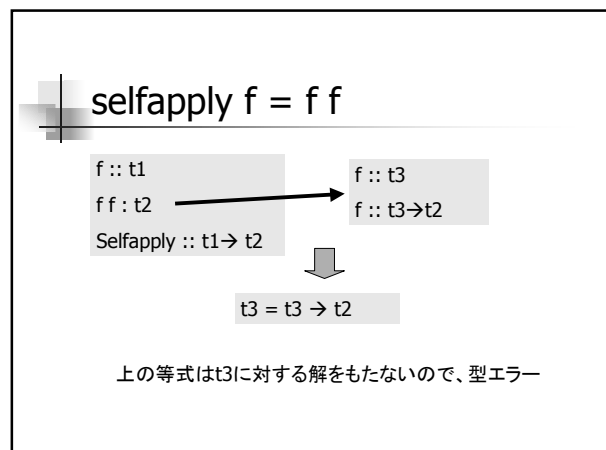 selfapply f = f f
f :: t1
f f : t2
Selfapply :: t1→ t2
f :: t3
f :: t3→t2
t3 = t3 → t2
上の等式はt3に対する解をもたないので、型エラー